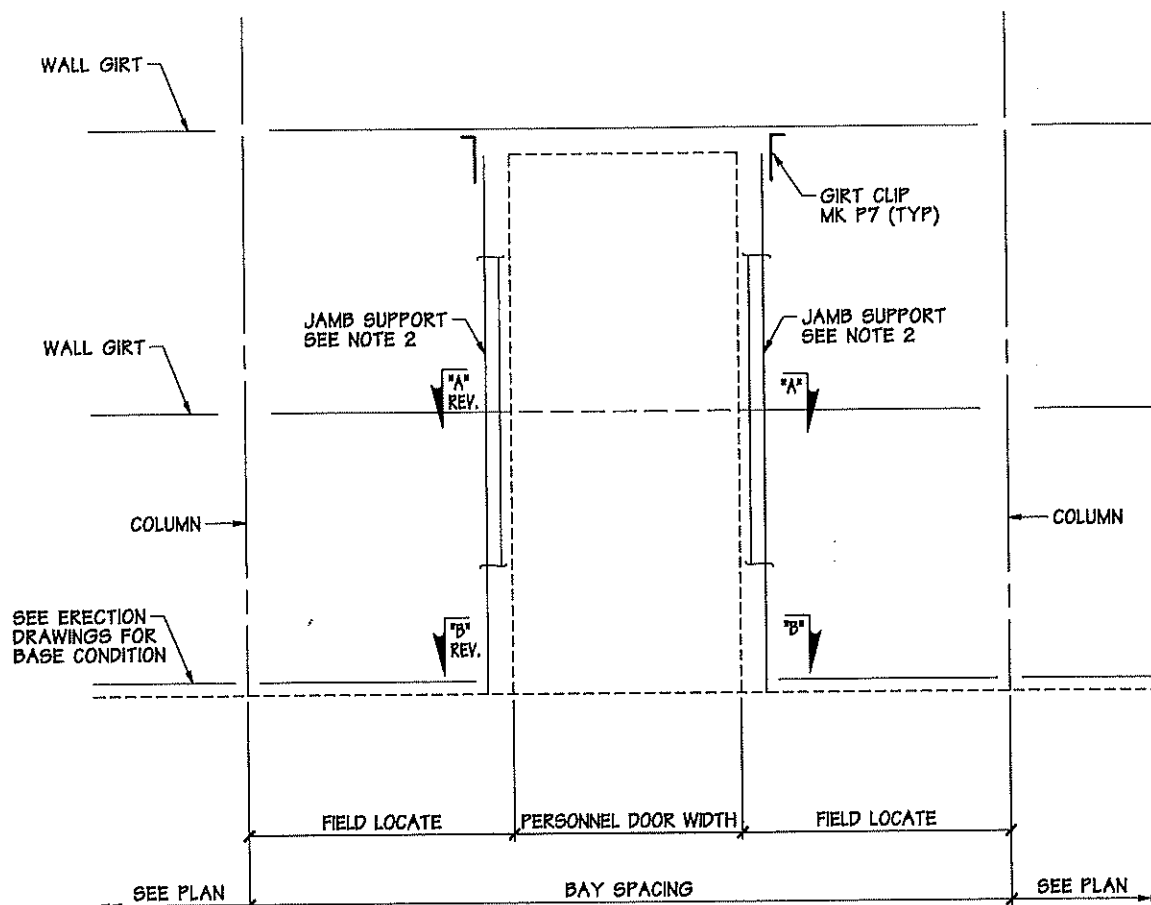 WALL GIRT
GIRT CLIP
MK P7 (TYP)
JAMB SUPPORT
SEE NOTE 2
JAMB SUPPORT
SEE NOTE 2
WALL GIRT
"A"
REV.
"A"
COLUMN
COLUMN
SEE ERECTION
DRAWINGS FOR
BASE CONDITION
"B"
REV.
"B"
FIELD LOCATE
PERSONNEL DOOR WIDTH
FIELD LOCATE
SEE PLAN
BAY SPACING
SEE PLAN